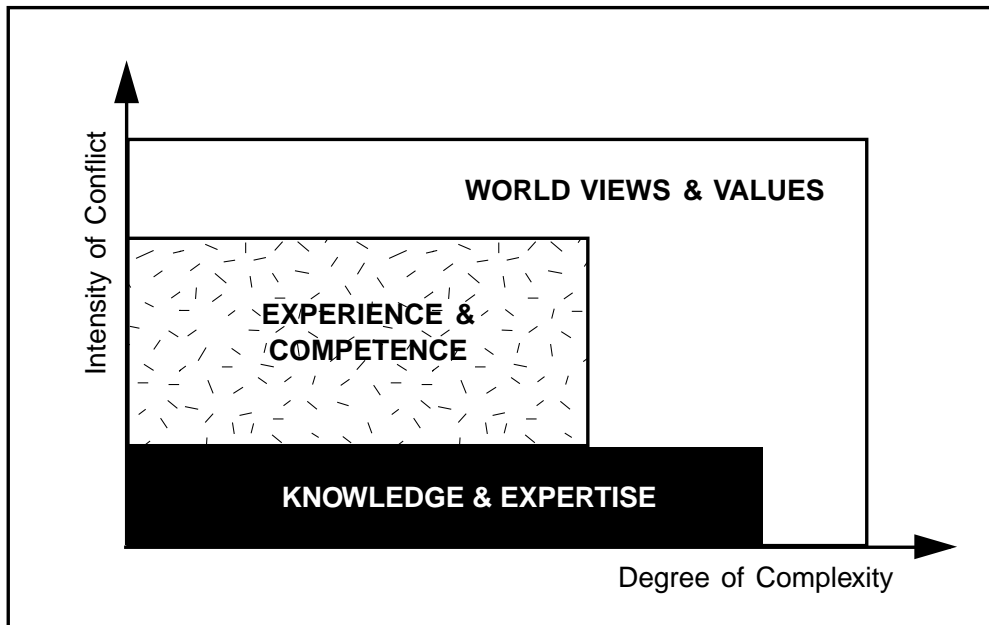 Intensity of Conflict
WORLD VIEWS & VALUES
EXPERIENCE &
COMPETENCE
KNOWLEDGE & EXPERTISE
Degree of Complexity